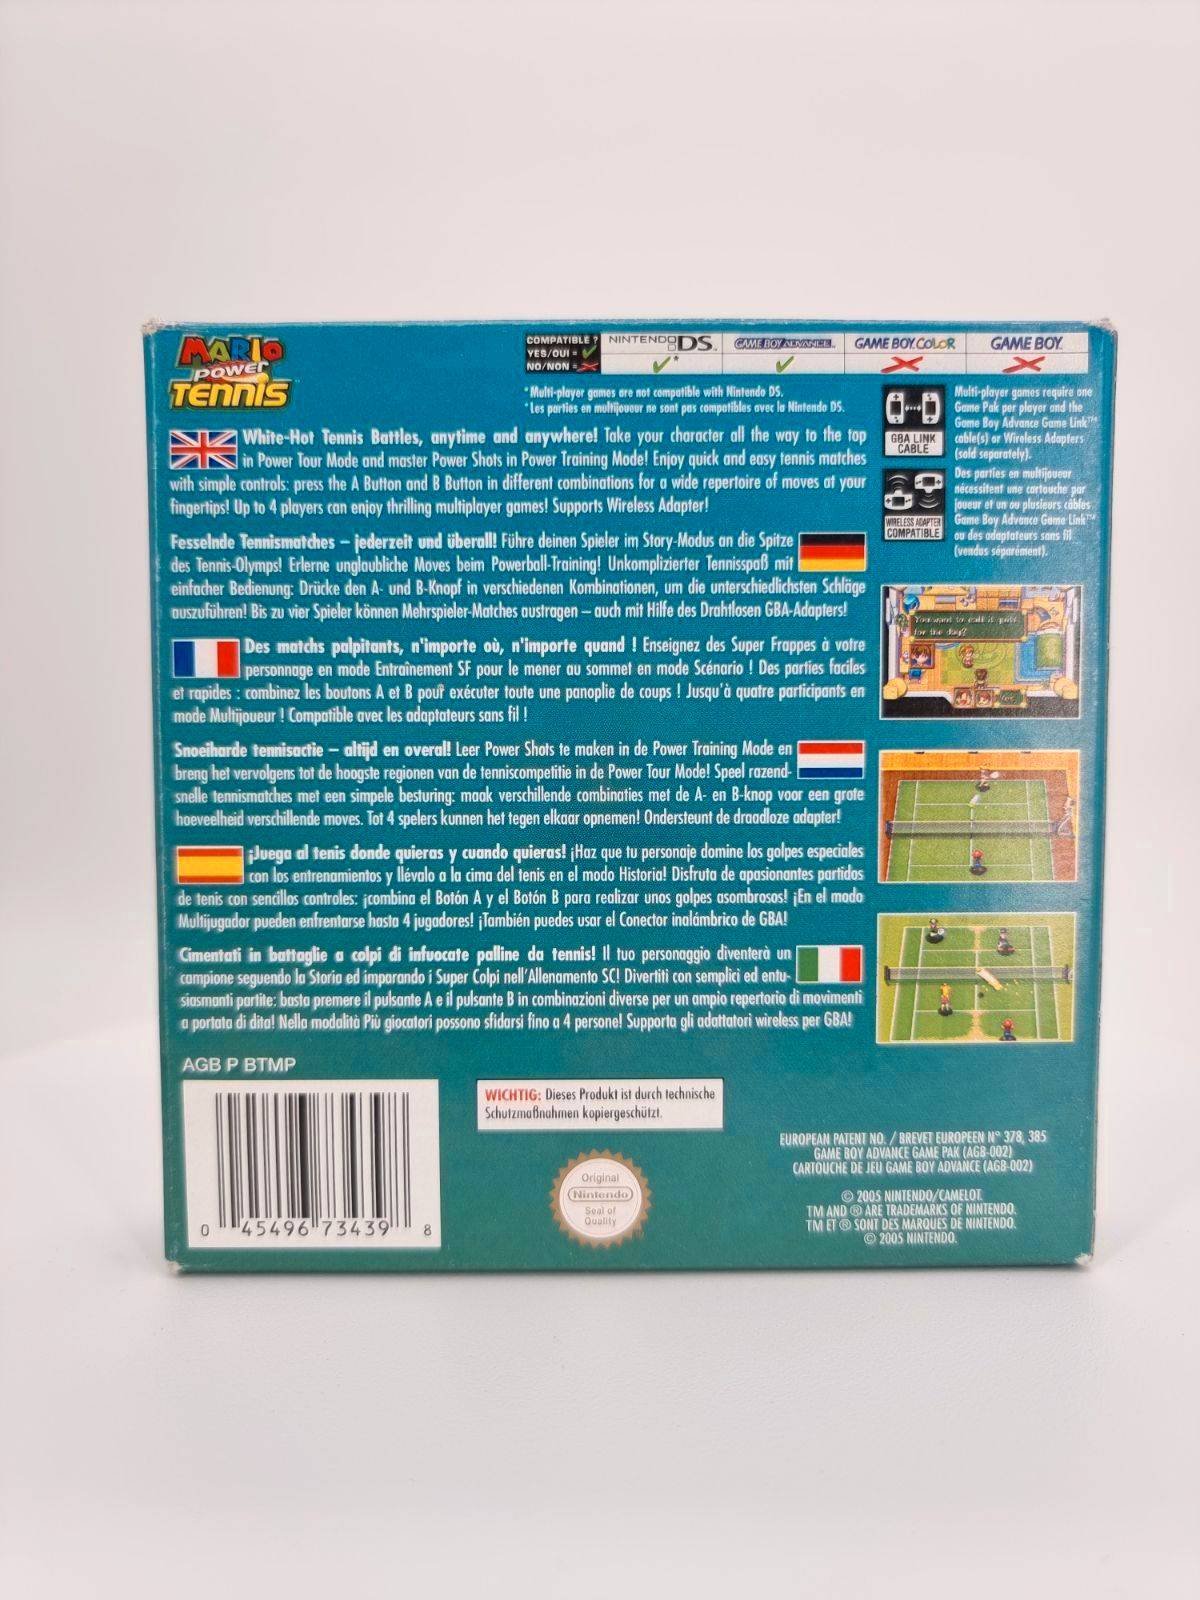 MARIO
POWER
TENNIS
COMPATIBLE ?
YES/OUI =
NO/NON =
NINTENDO DS
*
GAME BOY ADVANCE
GAME BOY COLOR
GAME BOY
* Multi-player games are not compatible with Nintendo DS.
* Les parties en multijoueur ne sont pas compatibles avec la Nintendo DS.
GBA LINK
CABLE
Multi-player games require one
Game Pak per player and the
Game Boy Advance Game Link™
cable(s) or Wireless Adapters
(sold separately).
WIRELESS ADAPTER
COMPATIBLE
Des parties en multijoueur
nécessitent une cartouche par
joueur et un ou plusieurs câbles
Game Boy Advance Game Link™
ou des adaptateurs sans fil
(vendus séparément).
White-Hot Tennis Battles, anytime and anywhere! Take your character all the way to the top
in Power Tour Mode and master Power Shots in Power Training Mode! Enjoy quick and easy tennis matches
with simple controls: press the A Button and B Button in different combinations for a wide repertoire of moves at your
fingertips! Up to 4 players can enjoy thrilling multiplayer games! Supports Wireless Adapter!
Fesselnde Tennismatches – jederzeit und überall! Führe deinen Spieler im Story-Modus an die Spitze
des Tennis-Olymps! Erlerne unglaubliche Moves beim Powerball-Training! Unkomplizierter Tennisspaß mit
einfacher Bedienung: Drücke den A- und B-Knopf in verschiedenen Kombinationen, um die unterschiedlichsten Schläge
auszuführen! Bis zu vier Spieler können Mehrspieler-Matches austragen – auch mit Hilfe des Drahtlosen GBA-Adapters!
Des matchs palpitants, n'importe où, n'importe quand ! Enseignez des Super Frappes à votre
personnage en mode Entraînement SF pour le mener au sommet en mode Scénario ! Des parties faciles
et rapides : combinez les boutons A et B pour exécuter toute une panoplie de coups ! Jusqu'à quatre participants en
mode Multijoueur ! Compatible avec les adaptateurs sans fil !
Snoeiharde tennisactie – altijd en overal! Leer Power Shots te maken in de Power Training Mode en
breng het vervolgens tot de hoogste regionen van de tenniscompetitie in de Power Tour Mode! Speel razend-
snelle tennismatches met een simpele besturing: maak verschillende combinaties met de A- en B-knop voor een grote
hoeveelheid verschillende moves. Tot 4 spelers kunnen het tegen elkaar opnemen! Ondersteunt de draadloze adapter!
¡Juega al tenis donde quieras y cuando quieras! ¡Haz que tu personaje domine los golpes especiales
con los entrenamientos y llévalo a la cima del tenis en el modo Historia! Disfruta de apasionantes partidos
de tenis con sencillos controles: ¡combina el Botón A y el Botón B para realizar unos golpes asombrosos! ¡En el modo
Multijugador pueden enfrentarse hasta 4 jugadores! ¡También puedes usar el Conector inalámbrico de GBA!
Cimentati in battaglie a colpi di infuocate palline da tennis! Il tuo personaggio diventerà un
campione seguendo la Storia ed imparando i Super Colpi nell'Allenamento SC! Divertiti con semplici ed entu-
siasmanti partite: basta premere il pulsante A e il pulsante B in combinazioni diverse per un ampio repertorio di movimenti
a portata di dita! Nella modalità Più giocatori possono sfidarsi fino a 4 persone! Supporta gli adattatori wireless per GBA!
You want to call it quits
for the day?
AGB P BTMP
0 45496 73439 8
WICHTIG: Dieses Produkt ist durch technische
Schutzmaßnahmen kopiergeschützt.
Original
Nintendo
Seal of
Quality
EUROPEAN PATENT NO. / BREVET EUROPEEN N° 378, 385
GAME BOY ADVANCE GAME PAK (AGB-002)
CARTOUCHE DE JEU GAME BOY ADVANCE (AGB-002)
© 2005 NINTENDO/CAMELOT.
TM AND ® ARE TRADEMARKS OF NINTENDO.
TM ET ® SONT DES MARQUES DE NINTENDO.
© 2005 NINTENDO.